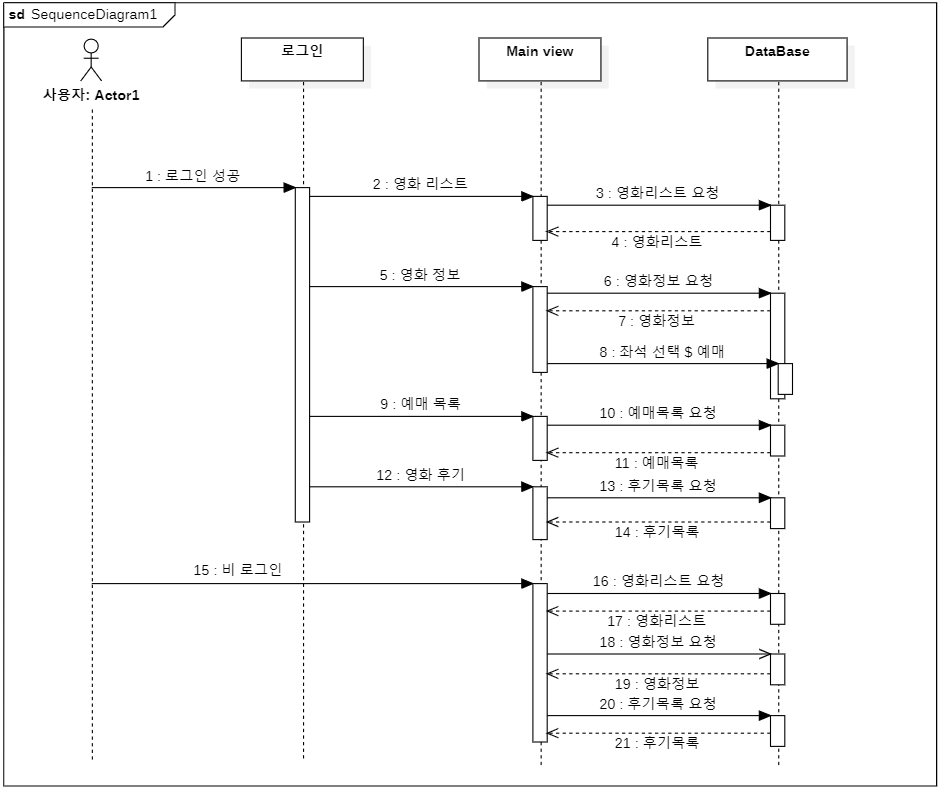 sd SequenceDiagram1
로그인
Main view
DataBase
사용자: Actor1
1 : 로그인 성공
2 : 영화 리스트
3 : 영화리스트 요청
4 : 영화리스트
5 : 영화 정보
6 : 영화정보 요청
7 : 영화정보
8 : 좌석 선택 $ 예매
9 : 예매 목록
10 : 예매목록 요청
11 : 예매목록
12 : 영화 후기
13 : 후기목록 요청
14 : 후기목록
15 : 비 로그인
16 : 영화리스트 요청
17 : 영화리스트
18 : 영화정보 요청
19 : 영화정보
20 : 후기목록 요청
21 : 후기목록